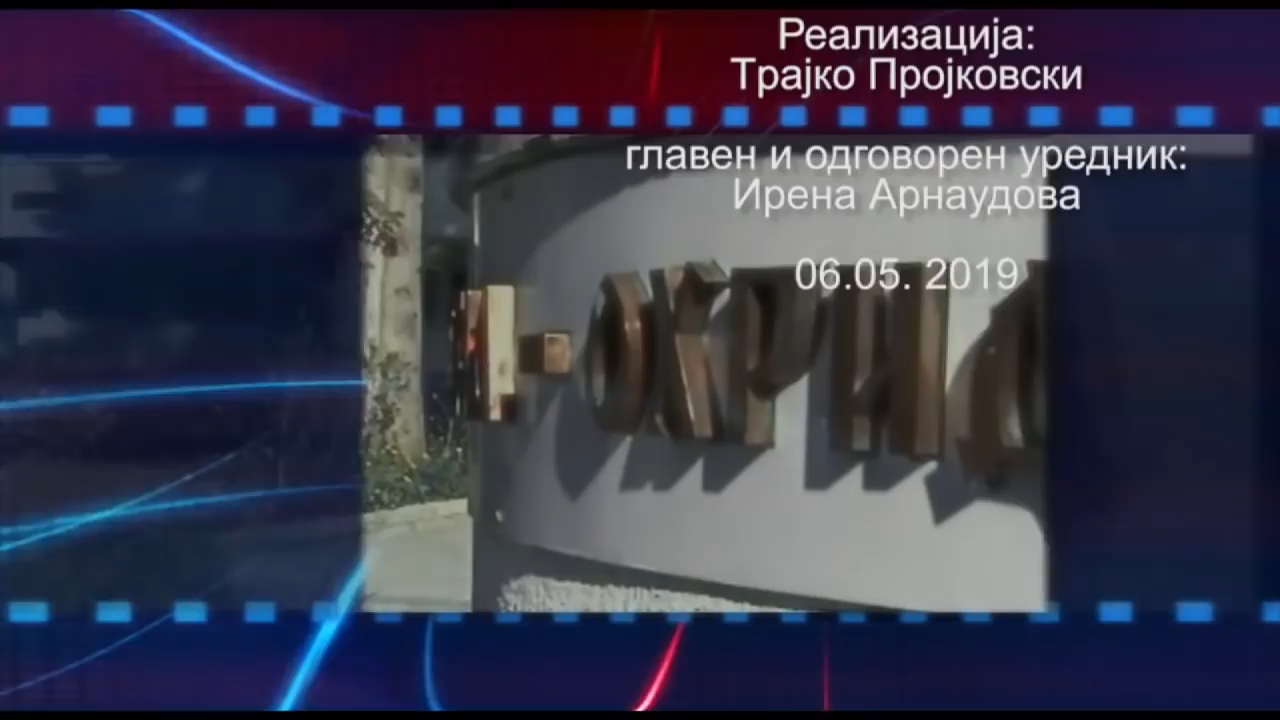 Реализација:
Трајко Пројковски
главен и одговорен уредник:
Ирена Арнаудова
06.05. 2019